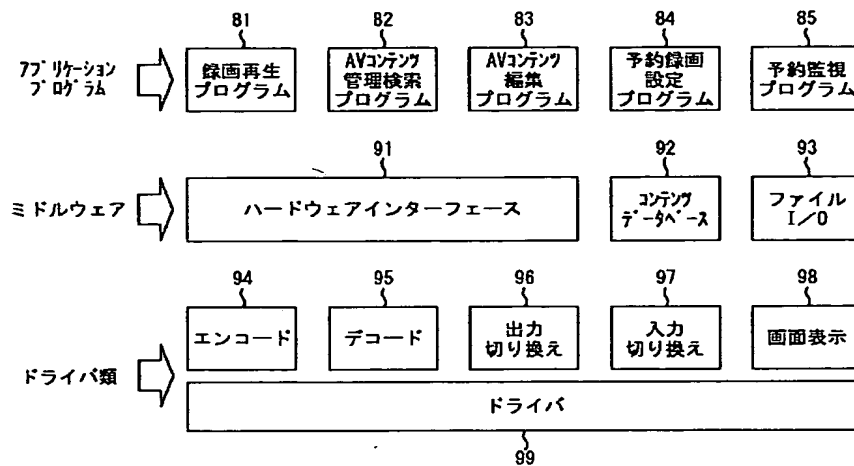 81 82 83 84 85
アプリケーション
プログラム
録画再生
プログラム
AVコンテンツ
管理検索
プログラム
AVコンテンツ
編集
プログラム
予約録画
設定
プログラム
予約監視
プログラム
91 92 93
ミドルウェア
ハードウェアインターフェース
コンテンツ
データベース
ファイル
I/O
94 95 96 97 98
ドライバ類
エンコード
デコード
出力
切り換え
入力
切り換え
画面表示
ドライバ
99